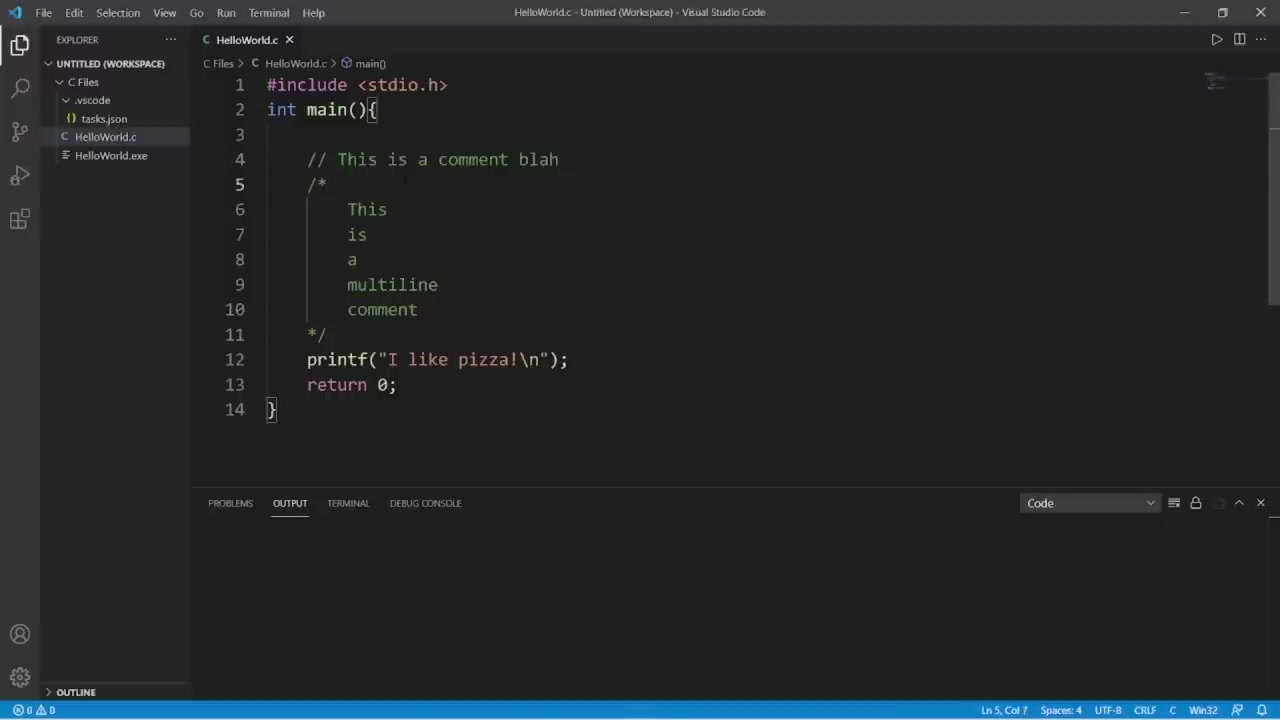 File Edit Selection View Go Run Terminal Help
HelloWorld.c - Untitled (Workspace) - Visual Studio Code
EXPLORER
UNTITLED (WORKSPACE)
C Files
.vscode
tasks.json
C HelloWorld.c
HelloWorld.exe
OUTLINE
C HelloWorld.c
C Files > C HelloWorld.c > main()
1 #include <stdio.h>
2 int main(){
3
4 // This is a comment blah
5 /*
6 This
7 is
8 a
9 multiline
10 comment
11 */
12 printf("I like pizza!\n");
13 return 0;
14 }
PROBLEMS OUTPUT TERMINAL DEBUG CONSOLE
Code
0 0
Ln 5, Col 7 Spaces: 4 UTF-8 CRLF C Win32